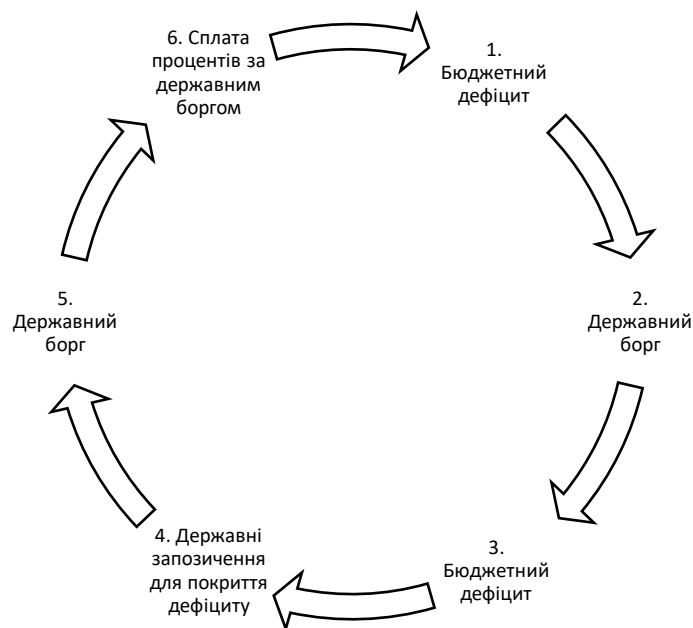 1.
Бюджетний
дефіцит
2.
Державний
борг
3.
Бюджетний
дефіцит
4. Державні
запозичення
для покриття
дефіциту
5.
Державний
борг
6. Сплата
процентів за
державним
боргом